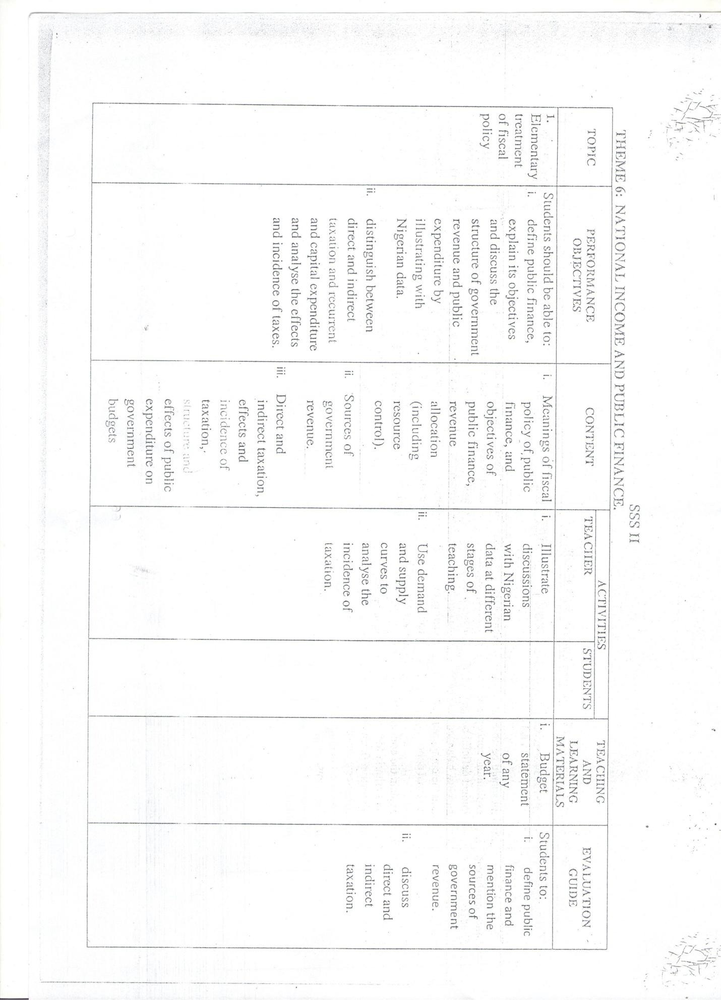 SSS II
THEME 6: NATIONAL INCOME AND PUBLIC FINANCE.
TOPIC
PERFORMANCE
OBJECTIVES
CONTENT
ACTIVITIES
TEACHER
STUDENTS
TEACHING
AND
LEARNING
MATERIALS
EVALUATION
GUIDE
1.
Elementary
treatment
of fiscal
policy
Students should be able to:
i. define public finance,
explain its objectives
and discuss the
structure of government
revenue and public
expenditure by
illustrating with
Nigerian data.
ii. distinguish between
direct and indirect
taxation and recurrent
and capital expenditure
and analyse the effects
and incidence of taxes.
i. Meanings of fiscal
policy of public
finance, and
objectives of
public finance,
revenue
allocation
(including
resource
control).
ii. Sources of
government
revenue.
iii. Direct and
indirect taxation,
effects and
incidence of
taxation,
structure and
effects of public
expenditure on
government
budgets
i. Illustrate
discussions
with Nigerian
data at different
stages of
teaching.
ii. Use demand
and supply
curves to
analyse the
incidence of
taxation.
i. Budget
statement
of any
year.
Students to:
i. define public
finance and
mention the
sources of
government
revenue.
ii. discuss
direct and
indirect
taxation.